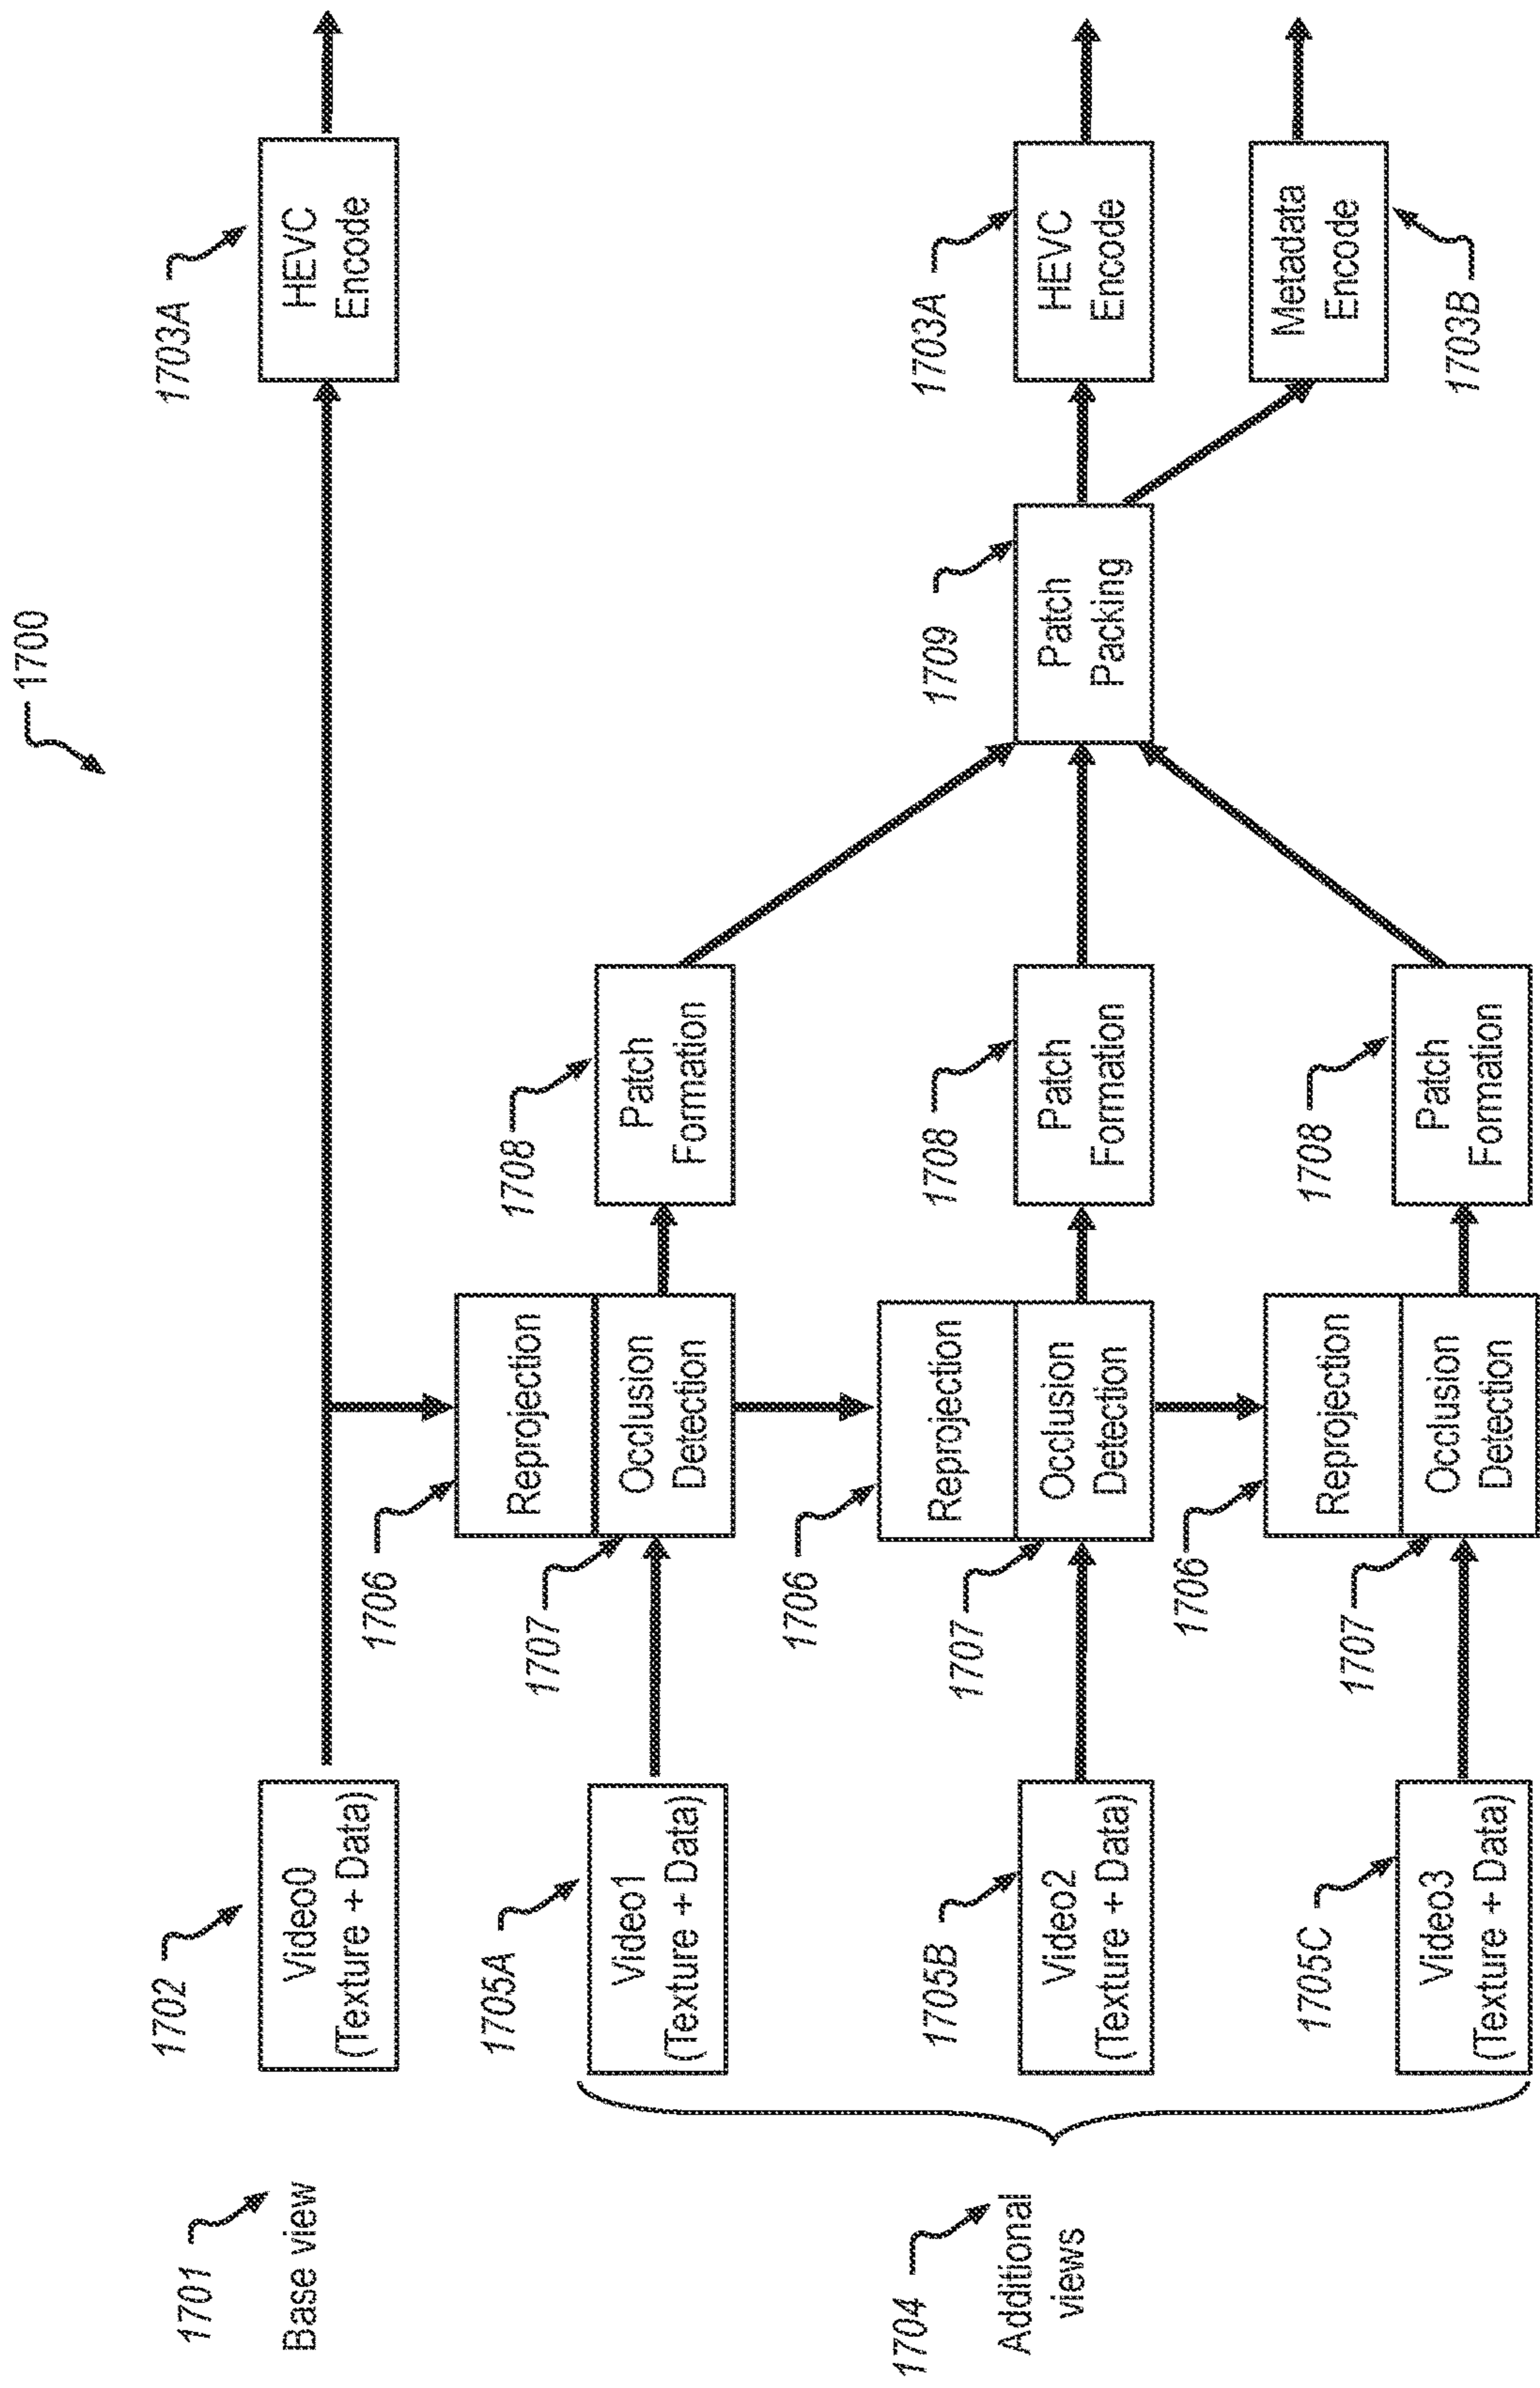 1700
1701
Base view
1702
Video0
(Texture + Data)
1703A
HEVC
Encode
1704
Additional
views
1705A
Video1
(Texture + Data)
1706
Reprojection
1707
Occlusion
Detection
1708
Patch
Formation
1705B
Video2
(Texture + Data)
1706
Reprojection
1707
Occlusion
Detection
1708
Patch
Formation
1709
Patch
Packing
1703A
HEVC
Encode
1705C
Video3
(Texture + Data)
1706
Reprojection
1707
Occlusion
Detection
1708
Patch
Formation
Metadata
Encode
1703B